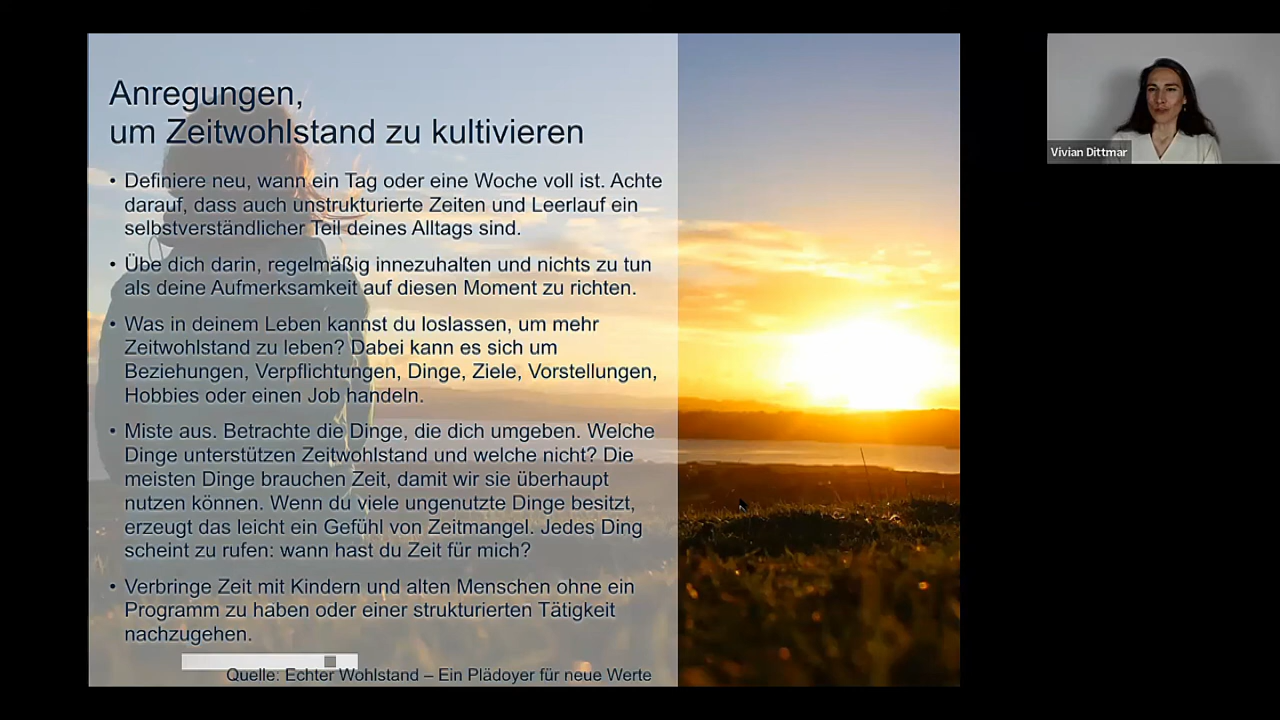 Anregungen,
um Zeitwohlstand zu kultivieren
• Definiere neu, wann ein Tag oder eine Woche voll ist. Achte
darauf, dass auch unstrukturierte Zeiten und Leerlauf ein
selbstverständlicher Teil deines Alltags sind.
• Übe dich darin, regelmäßig innezuhalten und nichts zu tun
als deine Aufmerksamkeit auf diesen Moment zu richten.
• Was in deinem Leben kannst du loslassen, um mehr
Zeitwohlstand zu leben? Dabei kann es sich um
Beziehungen, Verpflichtungen, Dinge, Ziele, Vorstellungen,
Hobbies oder einen Job handeln.
• Miste aus. Betrachte die Dinge, die dich umgeben. Welche
Dinge unterstützen Zeitwohlstand und welche nicht? Die
meisten Dinge brauchen Zeit, damit wir sie überhaupt
nutzen können. Wenn du viele ungenutzte Dinge besitzt,
erzeugt das leicht ein Gefühl von Zeitmangel. Jedes Ding
scheint zu rufen: wann hast du Zeit für mich?
• Verbringe Zeit mit Kindern und alten Menschen ohne ein
Programm zu haben oder einer strukturierten Tätigkeit
nachzugehen.
Quelle: Echter Wohlstand – Ein Plädoyer für neue Werte
Vivian Dittmar